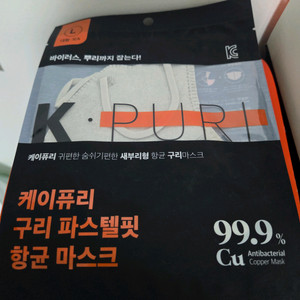 L
바이러스, 뿌리까지 잡는다!
K·PURI
케이퓨리 귀편한 숨쉬기편한 새부리형 항균 구리마스크
케이퓨리
구리 파스텔핏
항균 마스크
99.9%
Cu Antibacterial
Copper Mask